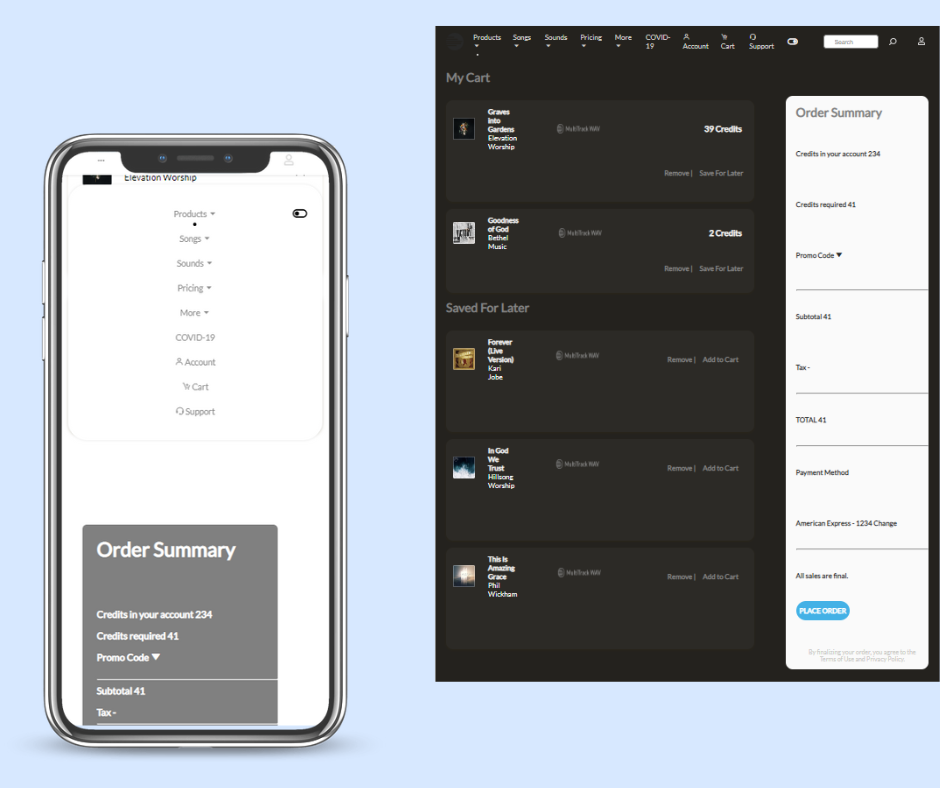 Elevation Worship
Products
Songs
Sounds
Pricing
More
COVID-19
Account
Cart
Support
Order Summary
Credits in your account 234
Credits required 41
Promo Code
Subtotal 41
Tax -
Products
Songs
Sounds
Pricing
More
COVID-
19
Account
Cart
Support
Search
My Cart
Graves
into
Gardens
Elevation
Worship
MultiTrack WAV
39 Credits
Remove |
Save For Later
Goodness
of God
Bethel
Music
MultiTrack WAV
2 Credits
Remove |
Save For Later
Saved For Later
Forever
(Live
Version)
Kari
Jobe
MultiTrack WAV
Remove |
Add to Cart
In God
We
Trust
Hillsong
Worship
MultiTrack WAV
Remove |
Add to Cart
This Is
Amazing
Grace
Phil
Wickham
MultiTrack WAV
Remove |
Add to Cart
Order Summary
Credits in your account 234
Credits required 41
Promo Code
Subtotal 41
Tax -
TOTAL 41
Payment Method
American Express - 1234 Change
All sales are final.
PLACE ORDER
By finalizing your order, you agree to the
Terms of Use and Privacy Policy.